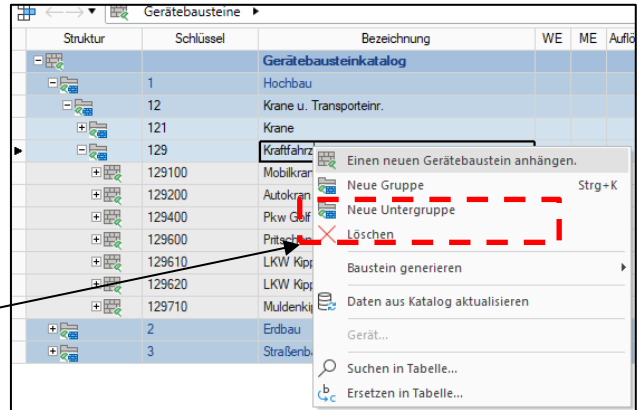 Gerätebausteine
Struktur Schlüssel Bezeichnung WE ME Auflö
Gerätebausteinkatalog
1 Hochbau
12 Krane u. Transporteinr.
121 Krane
129 Kraftfahrz
129100 Mobilkran
129200 Autokran
129400 Pkw Golf
129600 Pritschen
129610 LKW Kipp
129620 LKW Kipp
129710 Muldenki
2 Erdbau
3 Straßenb
Einen neuen Gerätebaustein anhängen.
Neue Gruppe Strg+K
Neue Untergruppe
Löschen
Baustein generieren
Daten aus Katalog aktualisieren
Gerät...
Suchen in Tabelle...
Ersetzen in Tabelle...